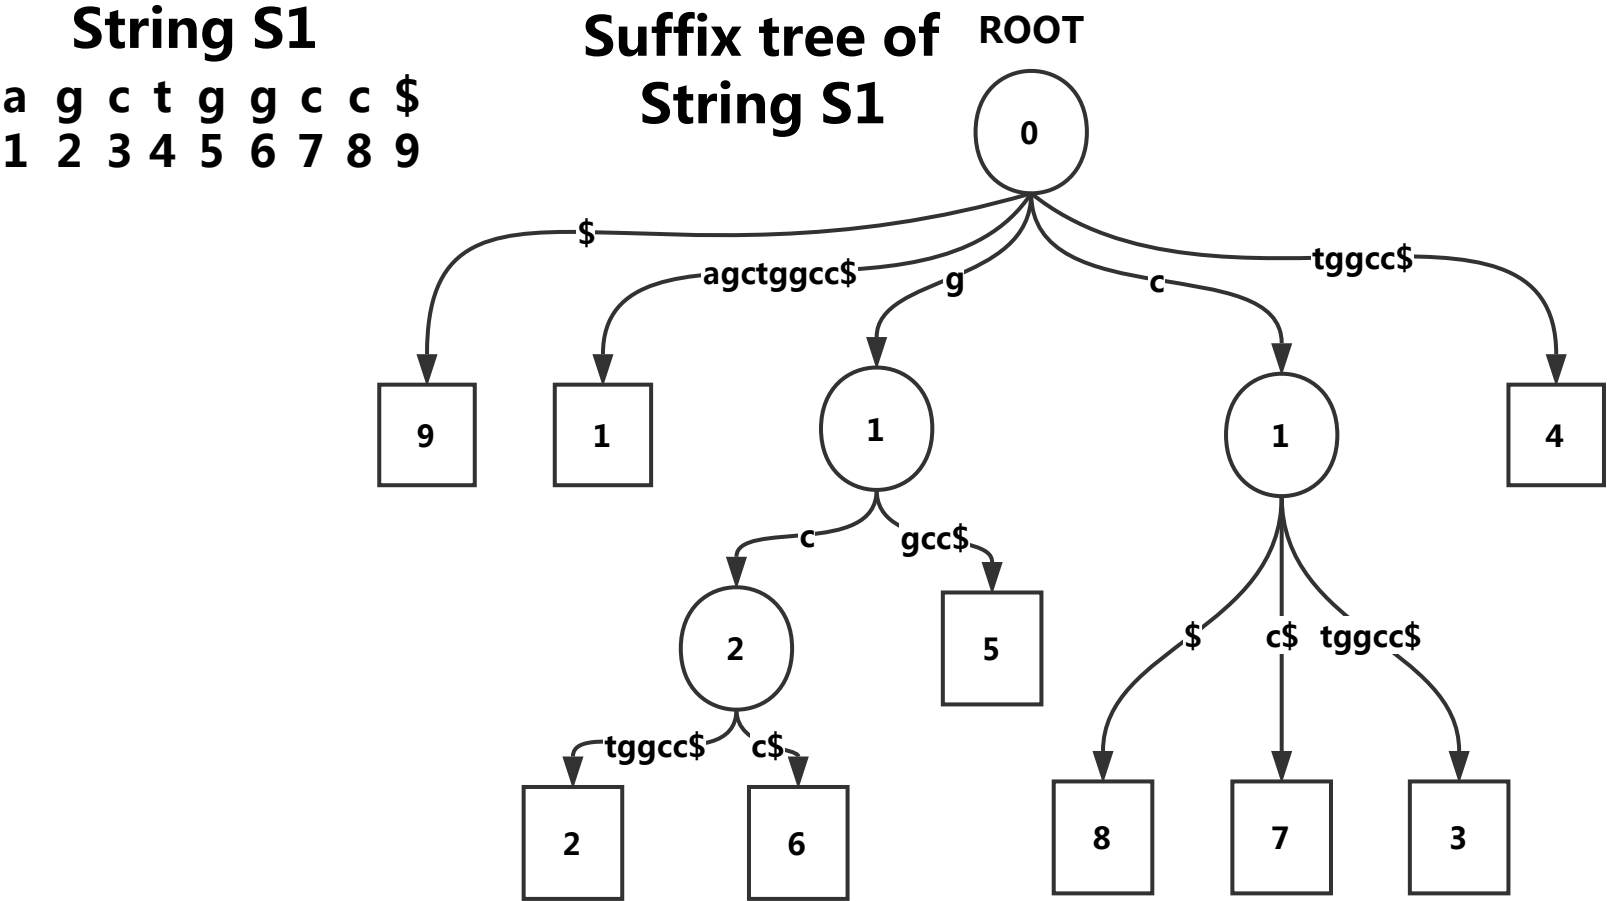 String S1
a g c t g g c c $
1 2 3 4 5 6 7 8 9
Suffix tree of
String S1
ROOT
0
$
agctggcc$
g
c
tggcc$
9
1
1
1
4
c
gcc$
2
5
$
c$
tggcc$
tggcc$
c$
2
6
8
7
3